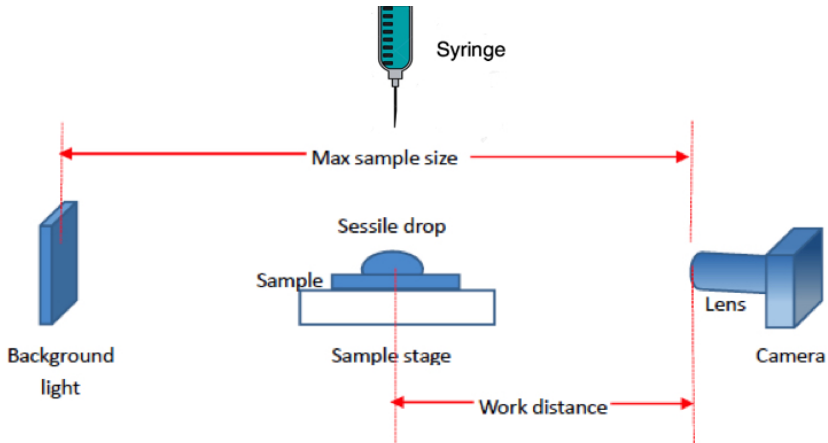 Syringe
Max sample size
Sessile drop
Sample
Lens
Background
light
Sample stage
Camera
Work distance